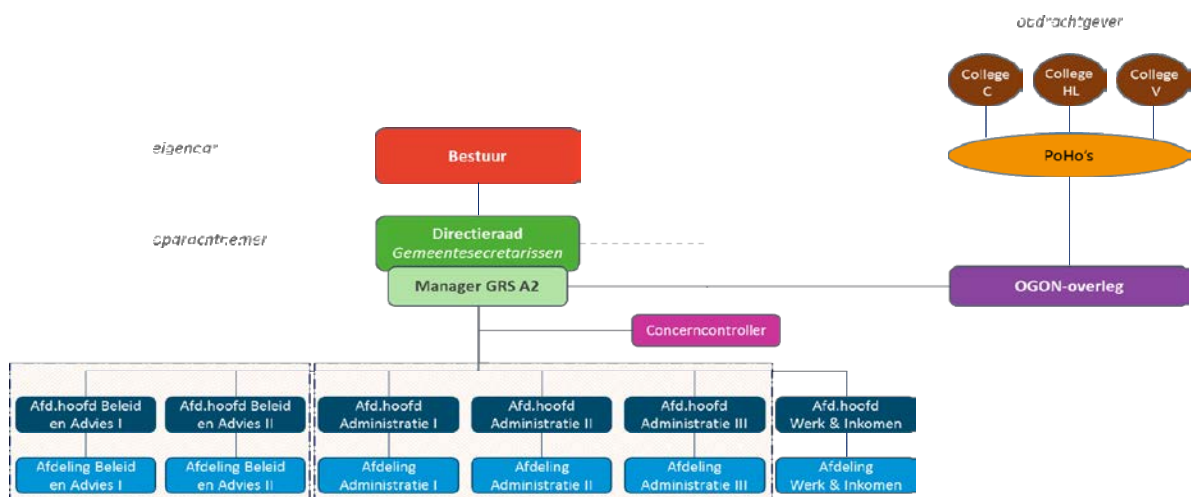 opdrachtgever
College
C
College
HL
College
V
eigenaar
Bestuur
PoHo's
opdrachtnemer
Directieraad
Gemeentesecretarissen
Manager GRS A2
OGON-overleg
Concerncontroller
Afd.hoofd Beleid
en Advies I
Afd.hoofd Beleid
en Advies II
Afd.hoofd
Administratie I
Afd.hoofd
Administratie II
Afd.hoofd
Administratie III
Afd.hoofd
Werk & Inkomen
Afdeling Beleid
en Advies I
Afdeling Beleid
en Advies II
Afdeling
Administratie I
Afdeling
Administratie II
Afdeling
Administratie III
Afdeling
Werk & Inkomen